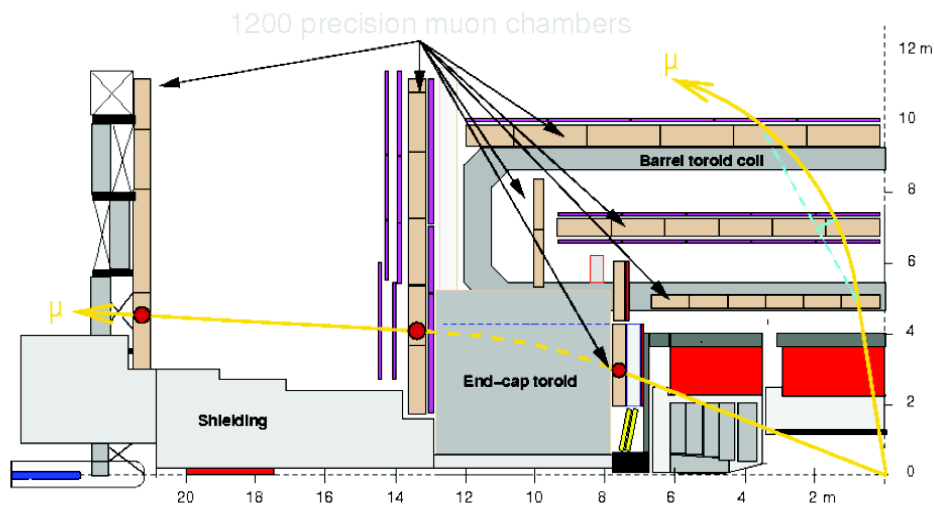 1200 precision muon chambers
12 m
μ
10
Barrel toroid coil
8
6
μ
4
End-cap toroid
Shielding
2
0
20
18
16
14
12
10
8
6
4
2 m